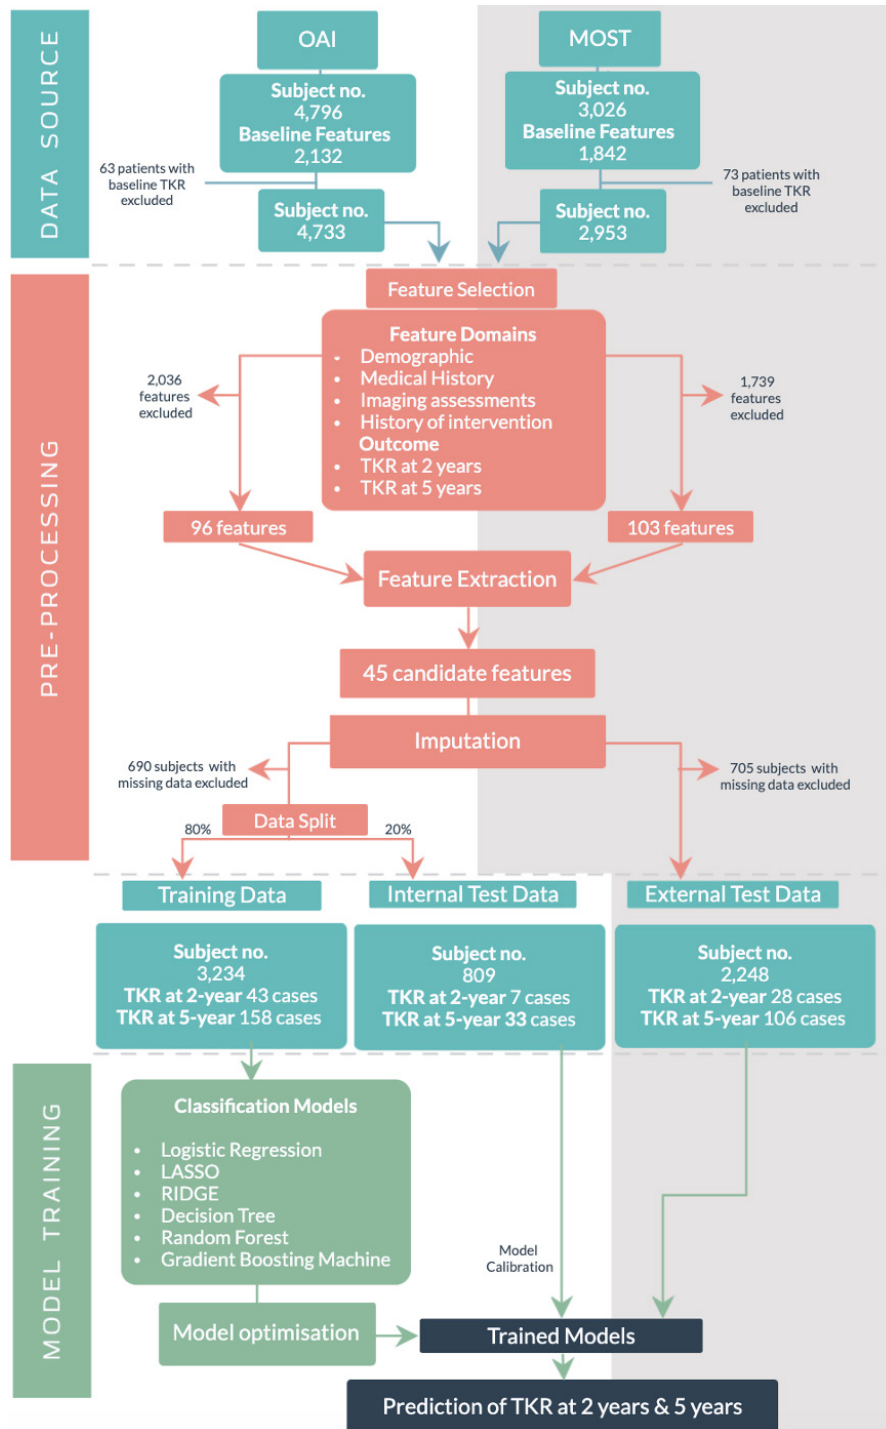 DATA SOURCE
OAI
MOST
Subject no.
4,796
Baseline Features
2,132
Subject no.
3,026
Baseline Features
1,842
63 patients with
baseline TKR
excluded
73 patients with
baseline TKR
excluded
Subject no.
4,733
Subject no.
2,953
PRE-PROCESSING
Feature Selection
Feature Domains
• Demographic
• Medical History
• Imaging assessments
• History of intervention
Outcome
• TKR at 2 years
• TKR at 5 years
2,036
features
excluded
1,739
features
excluded
96 features
103 features
Feature Extraction
45 candidate features
Imputation
690 subjects with
missing data excluded
705 subjects with
missing data excluded
Data Split
80%
20%
Training Data
Internal Test Data
External Test Data
Subject no.
3,234
TKR at 2-year 43 cases
TKR at 5-year 158 cases
Subject no.
809
TKR at 2-year 7 cases
TKR at 5-year 33 cases
Subject no.
2,248
TKR at 2-year 28 cases
TKR at 5-year 106 cases
MODEL TRAINING
Classification Models
• Logistic Regression
• LASSO
• RIDGE
• Decision Tree
• Random Forest
• Gradient Boosting Machine
Model
Calibration
Model optimisation
Trained Models
Prediction of TKR at 2 years & 5 years